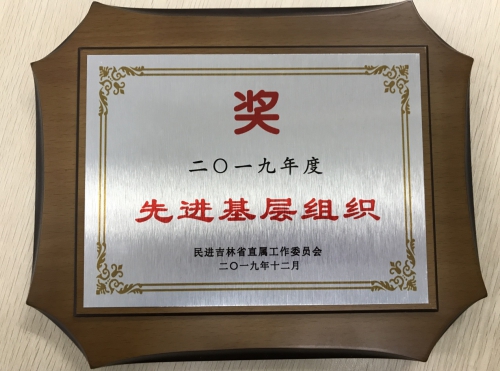 奖
二〇一九年度
先进基层组织
民进吉林省直属工作委员会
二〇一九年十二月